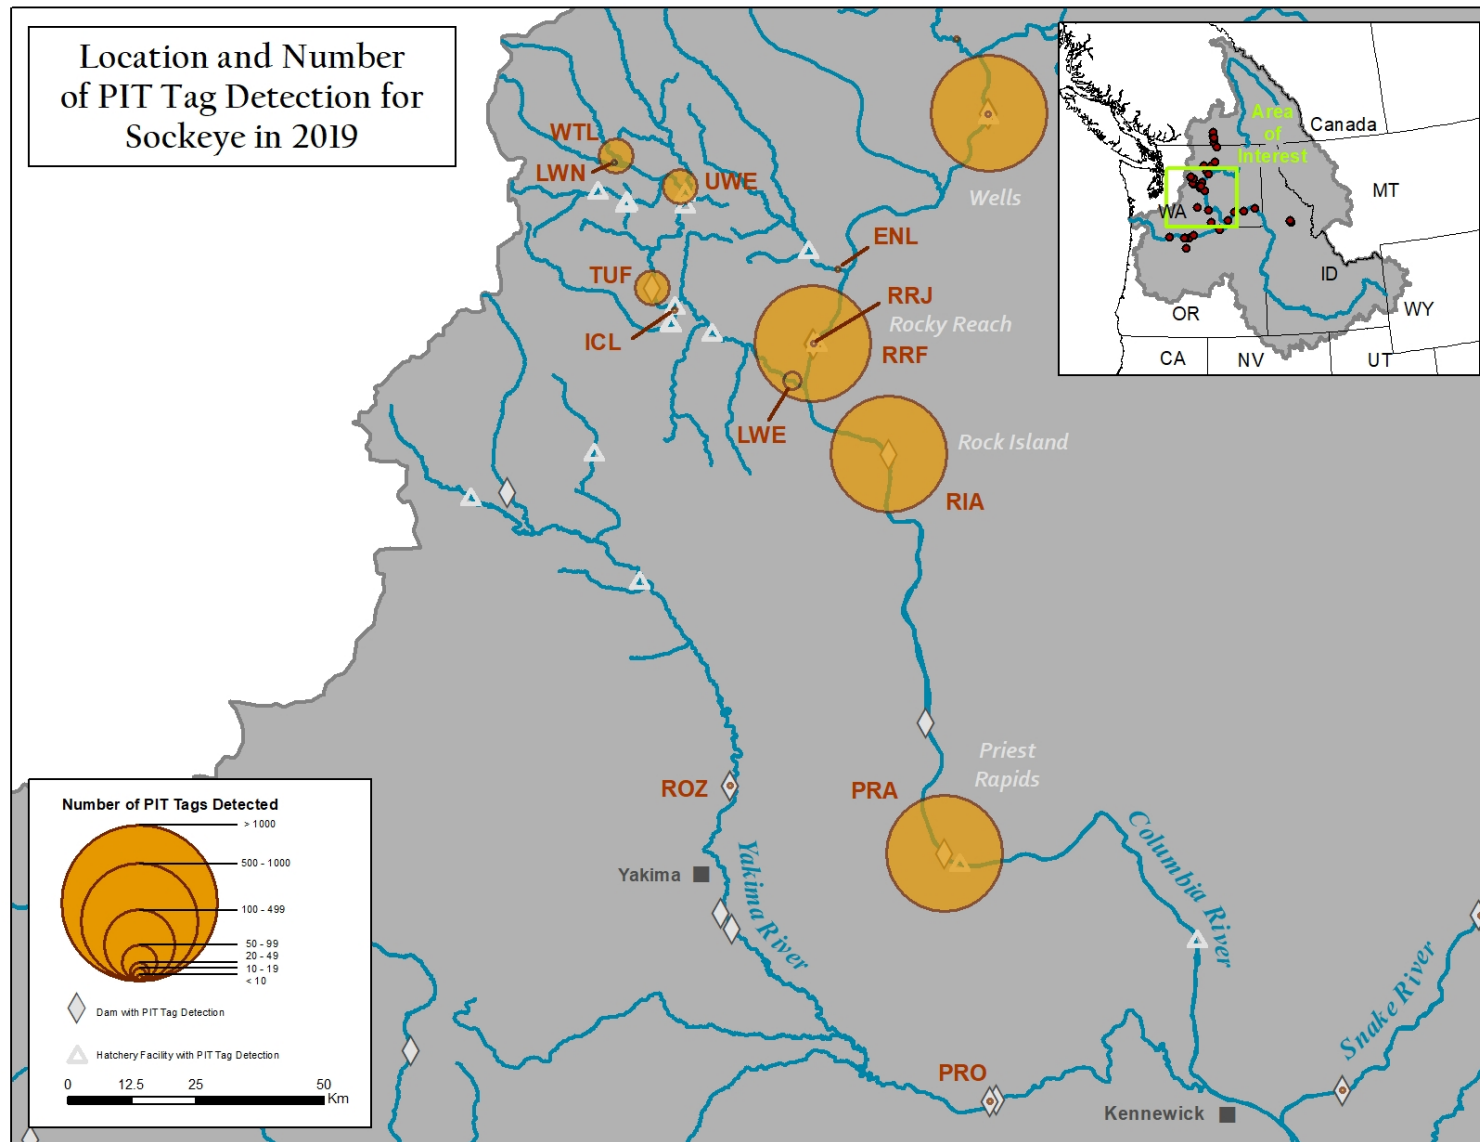 Location and Number
of PIT Tag Detection for
Sockeye in 2019
WTL
LWN
UWE
Wells
ENL
TUF
RRJ
Rocky Reach
ICL
RRF
LWE
Rock Island
RIA
Priest
Rapids
ROZ
PRA
Yakima
Yakima River
Columbia River
Snake River
PRO
Kennewick
Area
of
Interest
Canada
WA
MT
ID
OR
WY
CA
NV
UT
Number of PIT Tags Detected
> 1000
500 - 1000
100 - 499
50 - 99
20 - 49
10 - 19
< 10
Dam with PIT Tag Detection
Hatchery Facility with PIT Tag Detection
0 12.5 25 50
Km